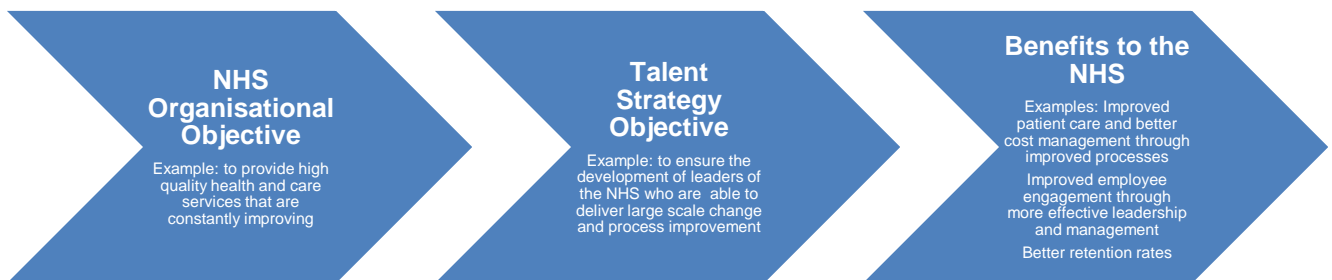 NHS
Organisational
Objective
Example: to provide high
quality health and care
services that are
constantly improving
Talent
Strategy
Objective
Example: to ensure the
development of leaders of
the NHS who are able to
deliver large scale change
and process improvement
Benefits to the
NHS
Examples: Improved
patient care and better
cost management through
improved processes
Improved employee
engagement through
more effective leadership
and management
Better retention rates